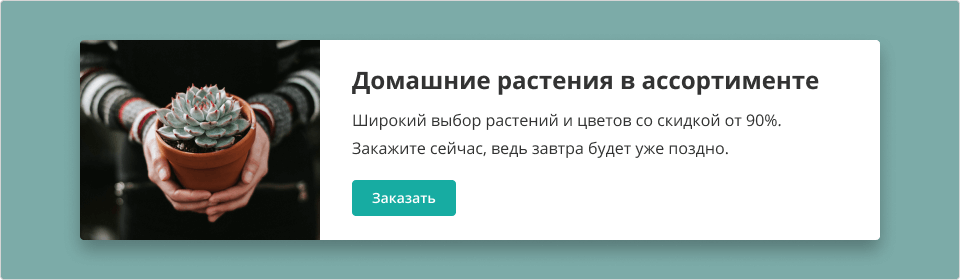 Домашние растения в ассортименте
Широкий выбор растений и цветов со скидкой от 90%.
Закажите сейчас, ведь завтра будет уже поздно.
Заказать